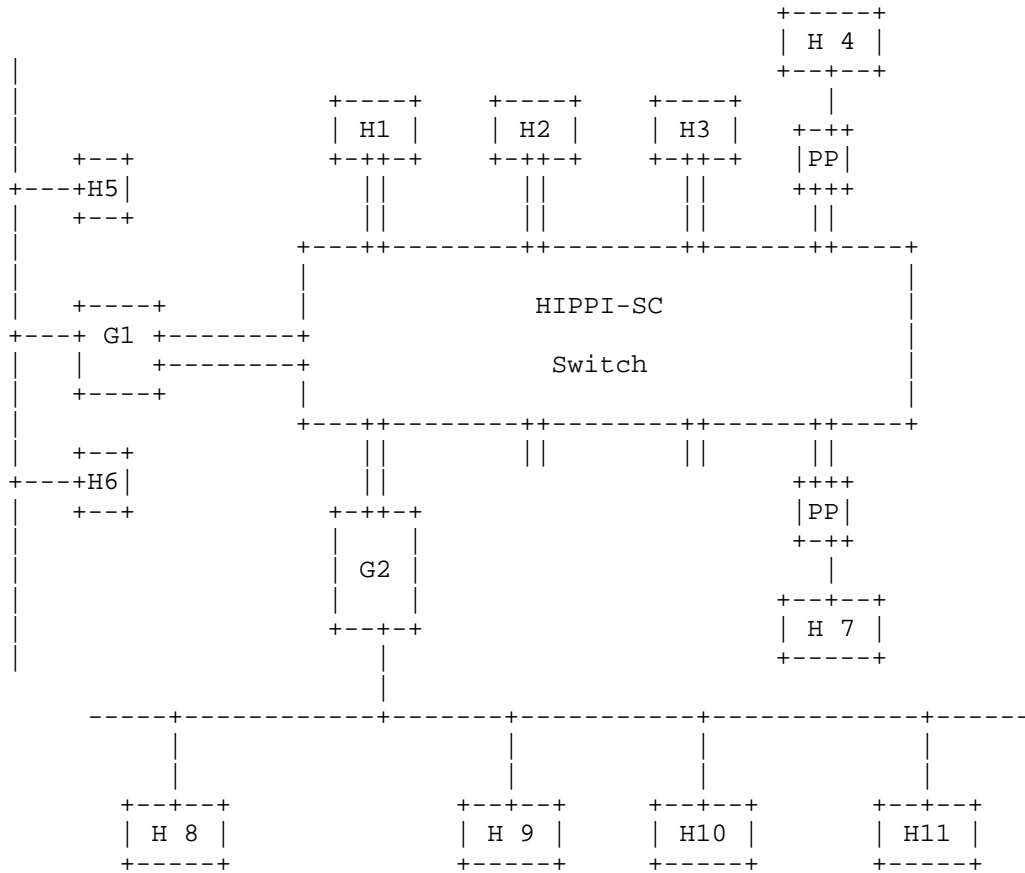 H 4
H1 H2 H3
PP
H5
HIPPI-SC
G1
Switch
H6
PP
G2
H 7
H 8 H 9 H10 H11